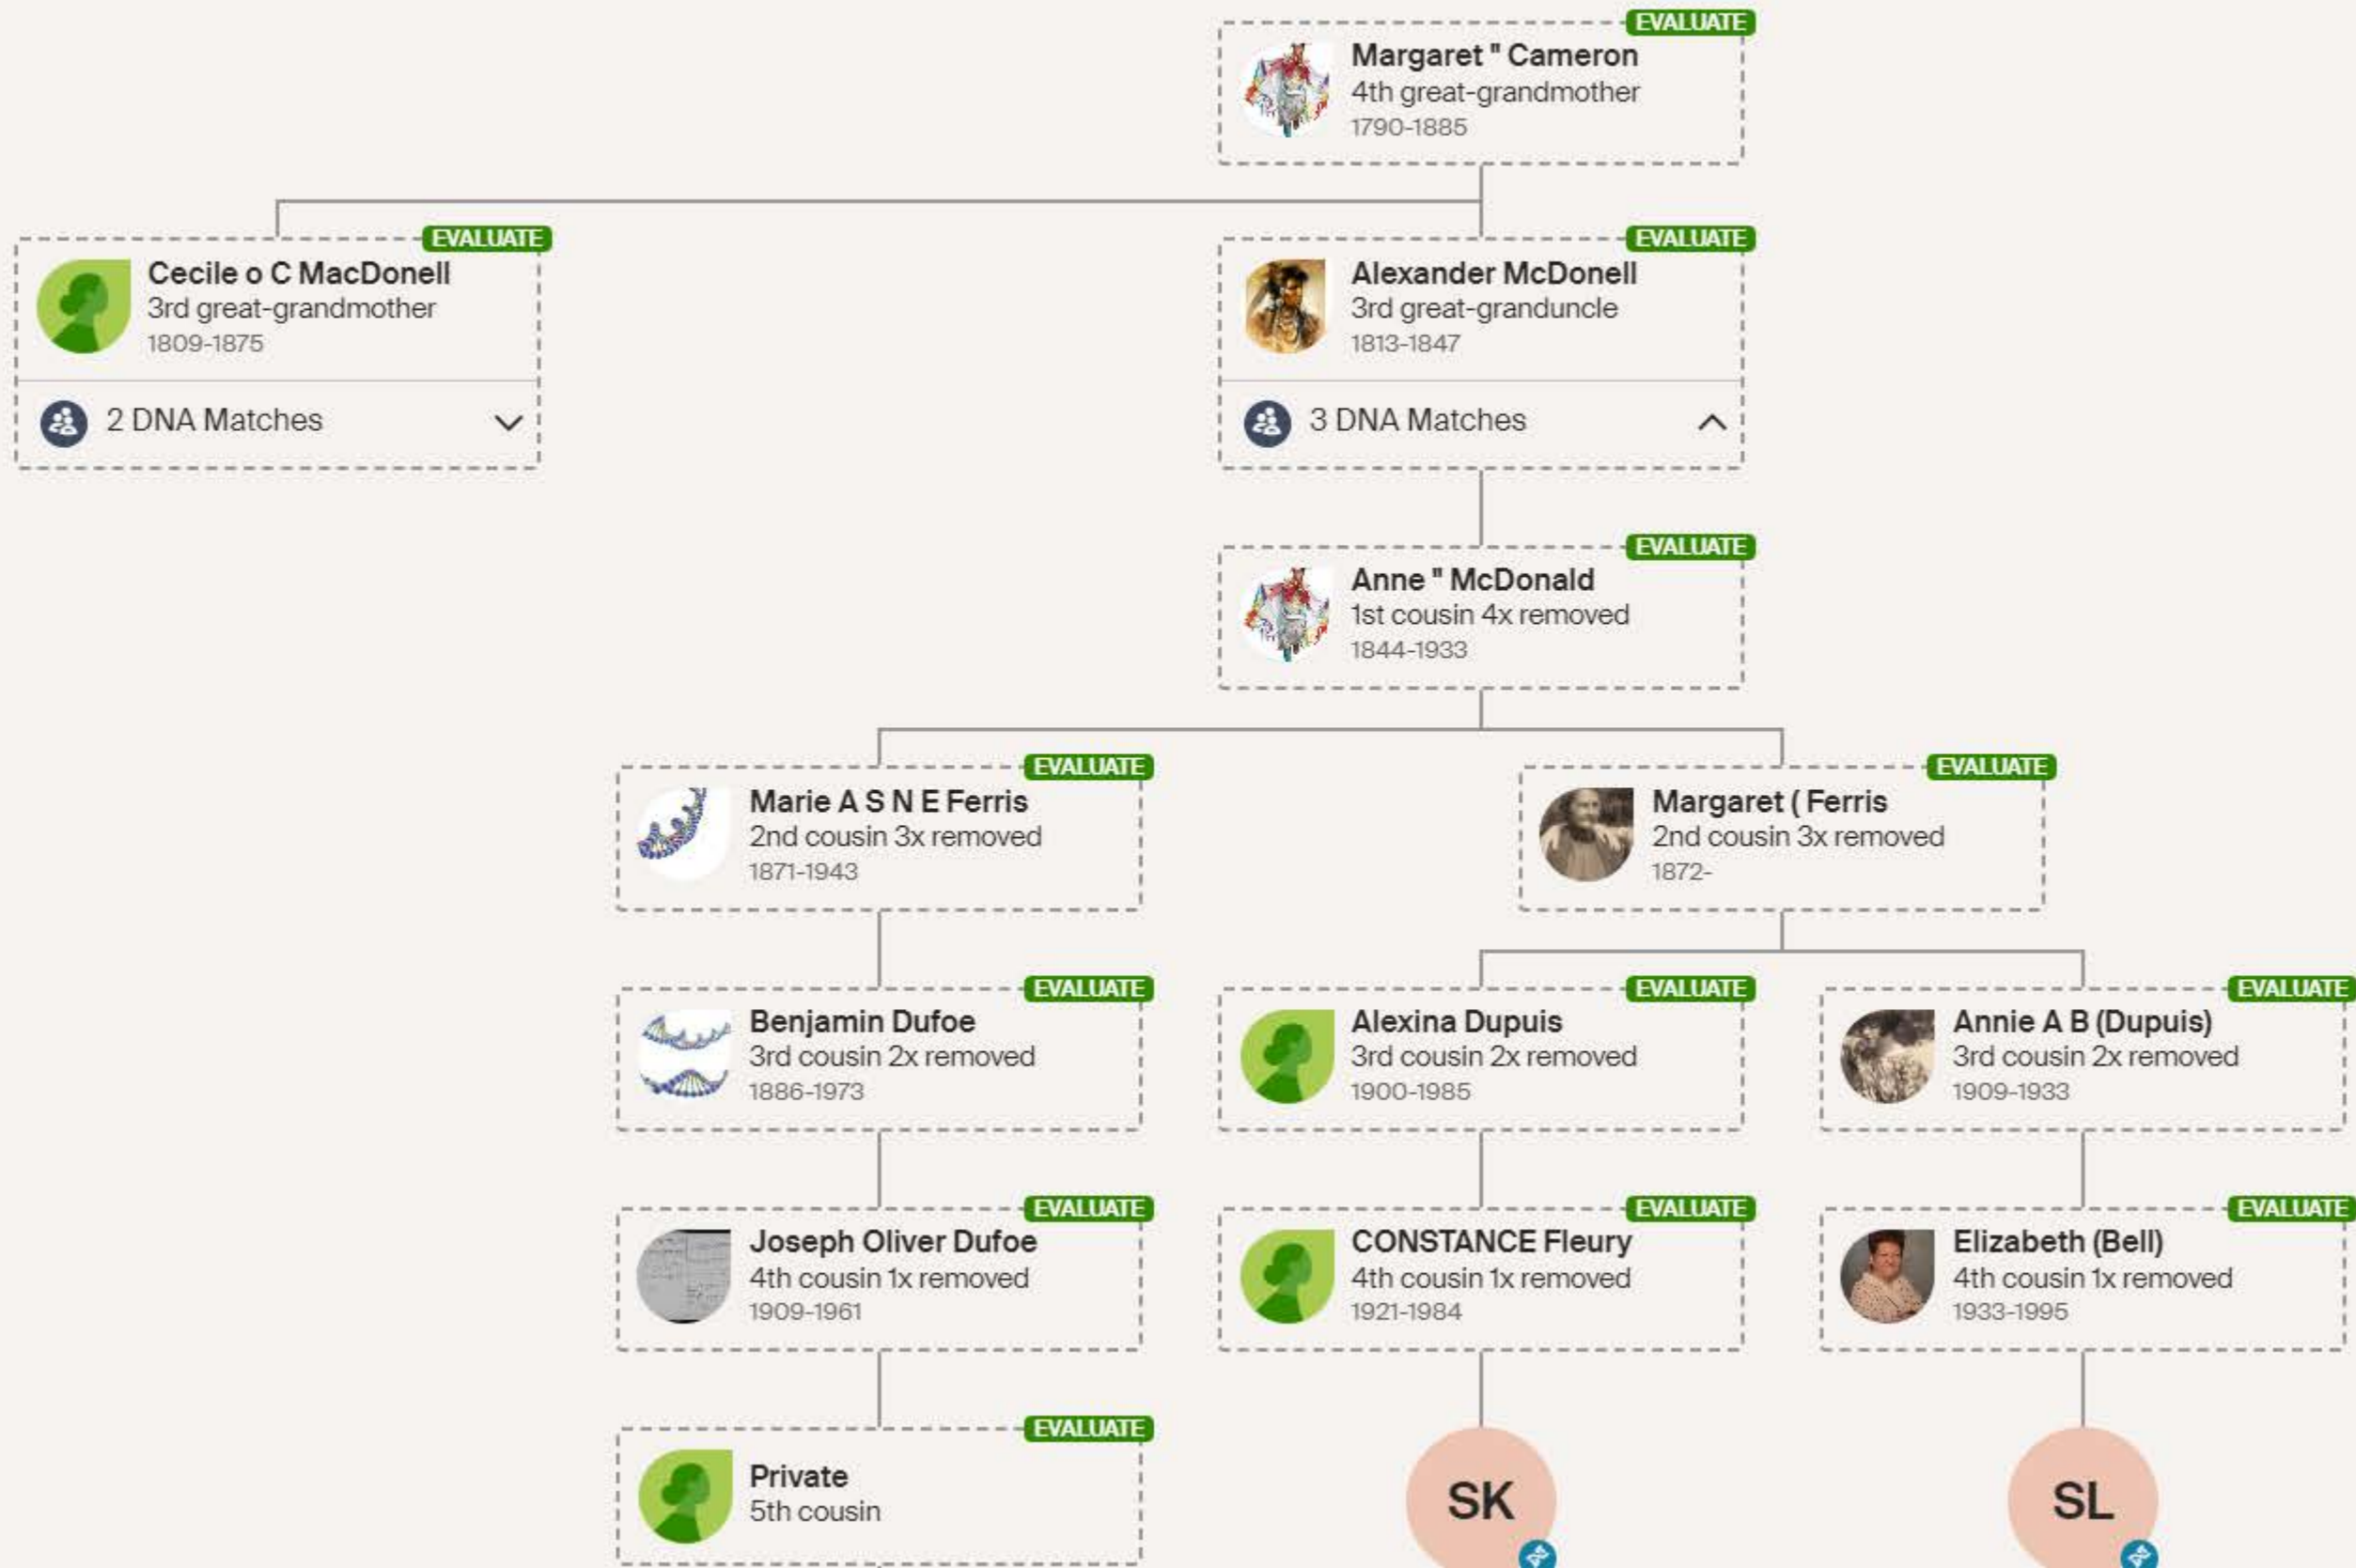 EVALUATE
Margaret " Cameron
4th great-grandmother
1790-1885
EVALUATE
Cecile o C MacDonell
3rd great-grandmother
1809-1875
2 DNA Matches
EVALUATE
Alexander McDonell
3rd great-granduncle
1813-1847
3 DNA Matches
EVALUATE
Anne " McDonald
1st cousin 4x removed
1844-1933
EVALUATE
Marie A S N E Ferris
2nd cousin 3x removed
1871-1943
EVALUATE
Margaret ( Ferris
2nd cousin 3x removed
1872-
EVALUATE
Benjamin Dufoe
3rd cousin 2x removed
1886-1973
EVALUATE
Alexina Dupuis
3rd cousin 2x removed
1900-1985
EVALUATE
Annie A B (Dupuis)
3rd cousin 2x removed
1909-1933
EVALUATE
Joseph Oliver Dufoe
4th cousin 1x removed
1909-1961
EVALUATE
CONSTANCE Fleury
4th cousin 1x removed
1921-1984
EVALUATE
Elizabeth (Bell)
4th cousin 1x removed
1933-1995
EVALUATE
Private
5th cousin
SK
SL